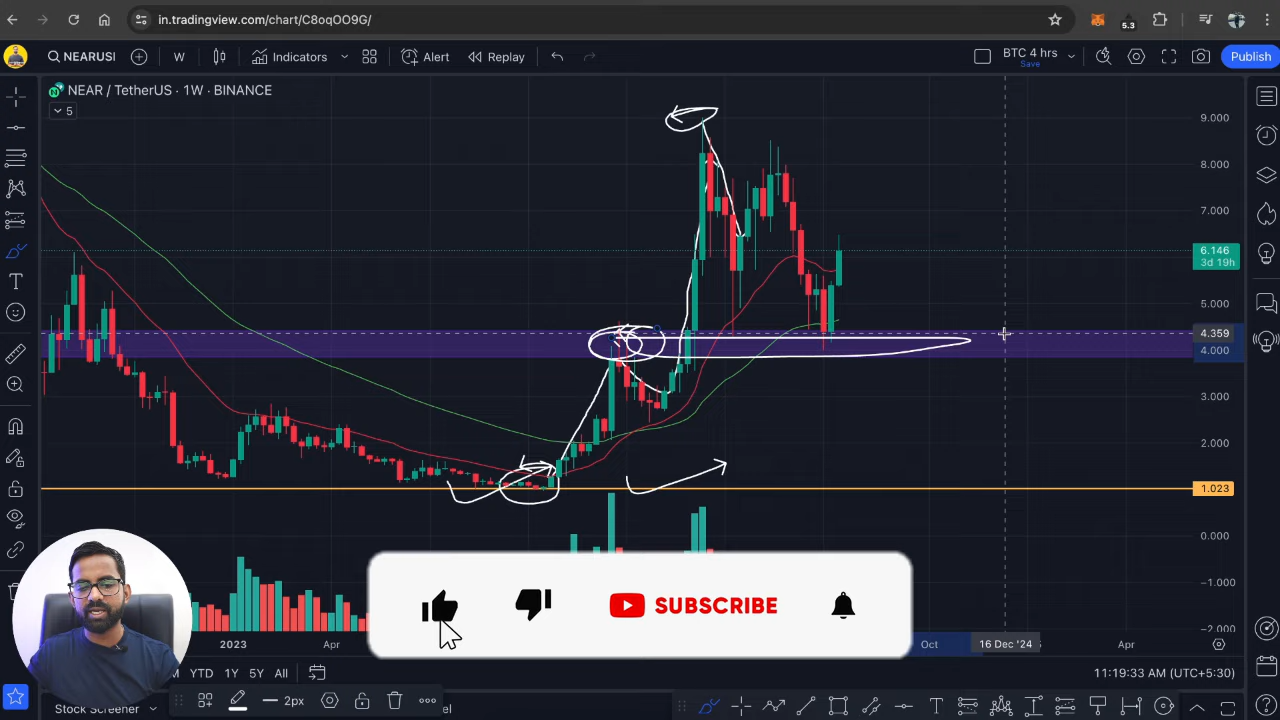 in.tradingview.com/chart/C8oqOO9G/
5.3
NEARUSI
W
Indicators
Alert
Replay
BTC 4 hrs
Save
Publish
NEAR / TetherUS · 1W · BINANCE
5
9.000
8.000
7.000
6.146
3d 19h
5.000
4.359
4.000
3.000
2.000
1.023
0.000
-1.000
-2.000
SUBSCRIBE
2023
Apr
Oct
16 Dec '24
Apr
YTD
1Y
5Y
All
11:19:33 AM (UTC+5:30)
Stock Screener
2px